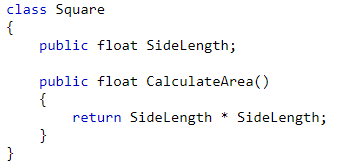 class Square
{
    public float SideLength;

    public float CalculateArea()
    {
        return SideLength * SideLength;
    }
}